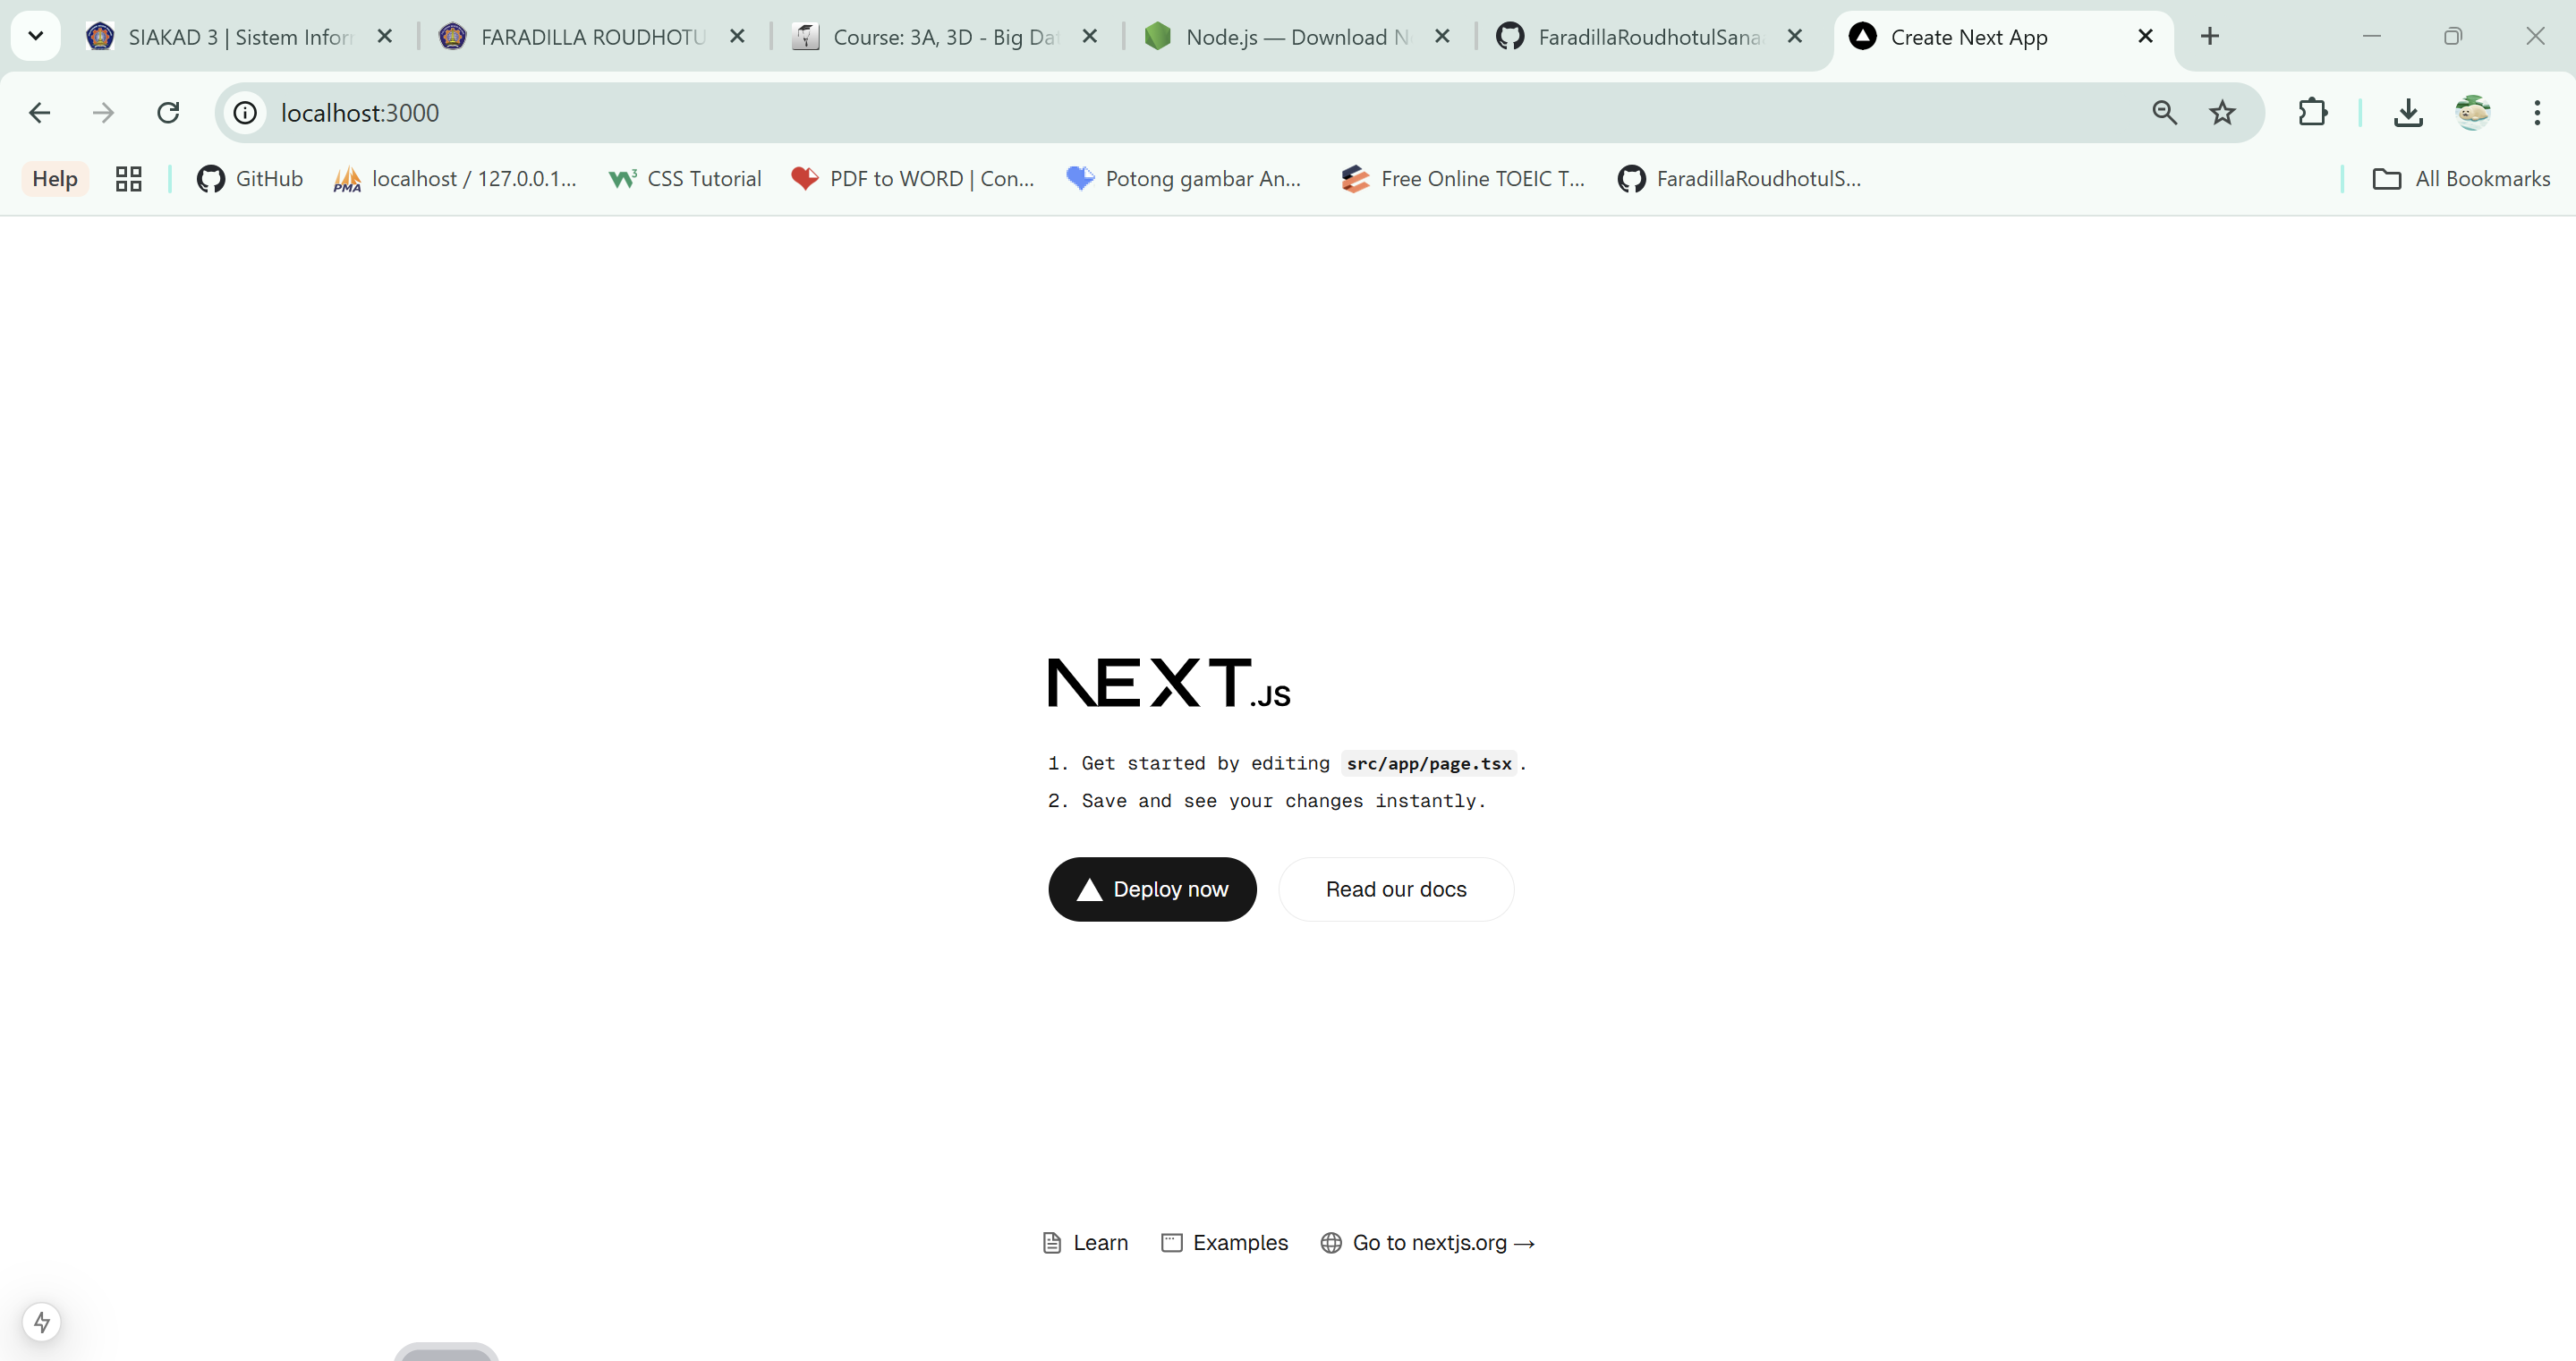 SIAKAD 3 | Sistem Infor
FARADILLA ROUDHOTU
Course: 3A, 3D - Big Dat
Node.js — Download N
FaradillaRoudhotulSana
Create Next App
localhost:3000
Help
GitHub
PMA localhost / 127.0.0.1...
CSS Tutorial
PDF to WORD | Con...
Potong gambar An...
Free Online TOEIC T...
FaradillaRoudhotulS...
All Bookmarks
NEXT.JS
1. Get started by editing src/app/page.tsx.
2. Save and see your changes instantly.
Deploy now
Read our docs
Learn
Examples
Go to nextjs.org →